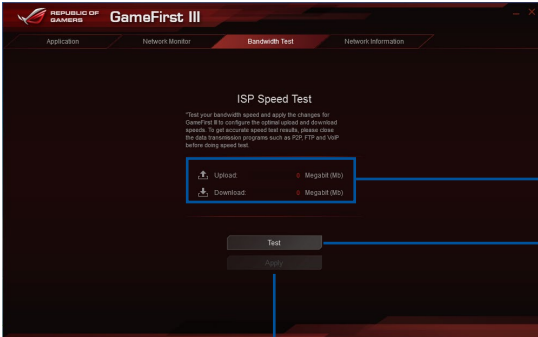 REPUBLIC OF
GAMERS
GameFirst III
Application
Network Monitor
Bandwidth Test
Network Information
ISP Speed Test
*Test your bandwidth speed and apply the changes for
GameFirst III to configure the optimal upload and download
speeds. To get accurate speed test results, please close
the data transmission programs such as P2P, FTP and VoIP
before doing speed test.
Upload: 0 Megabit (Mb)
Download: 0 Megabit (Mb)
Test
Apply